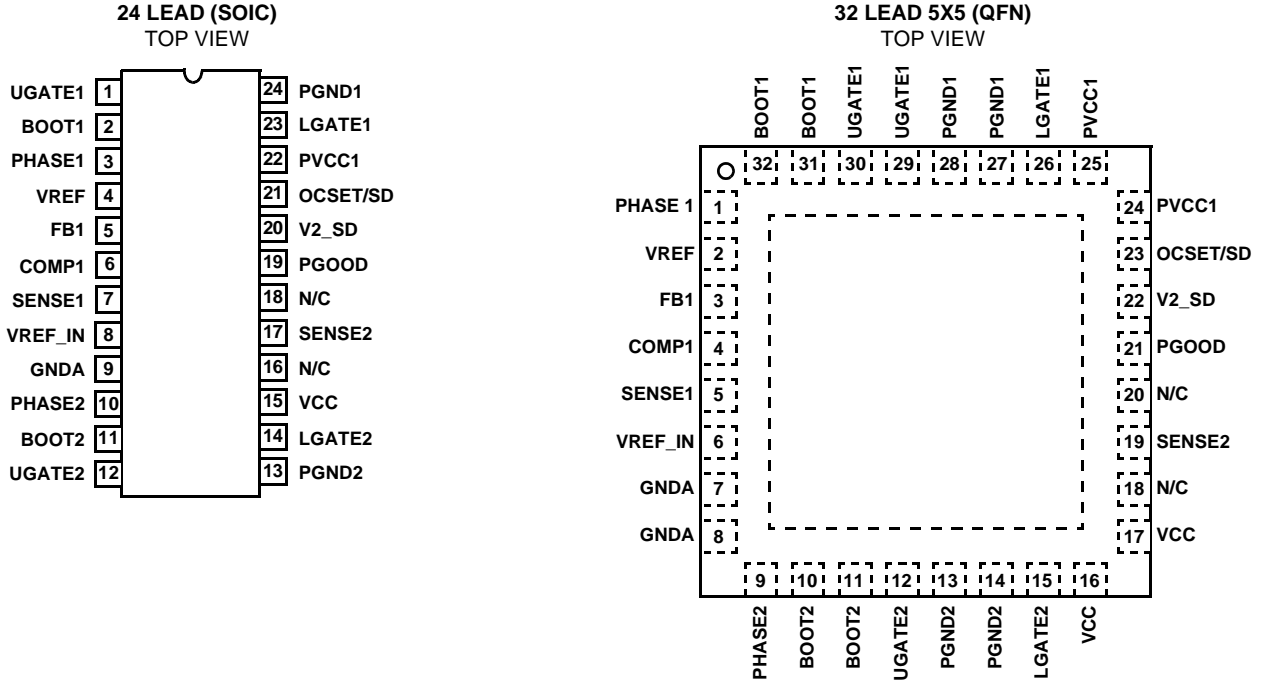 24 LEAD (SOIC)
TOP VIEW
UGATE1 1
BOOT1 2
PHASE1 3
VREF 4
FB1 5
COMP1 6
SENSE1 7
VREF_IN 8
GNDA 9
PHASE2 10
BOOT2 11
UGATE2 12
24 PGND1
23 LGATE1
22 PVCC1
21 OCSET/SD
20 V2_SD
19 PGOOD
18 N/C
17 SENSE2
16 N/C
15 VCC
14 LGATE2
13 PGND2
32 LEAD 5X5 (QFN)
TOP VIEW
BOOT1
BOOT1
UGATE1
UGATE1
PGND1
PGND1
LGATE1
PVCC1
32 31 30 29 28 27 26 25
PHASE 1 1
VREF 2
FB1 3
COMP1 4
SENSE1 5
VREF_IN 6
GNDA 7
GNDA 8
24 PVCC1
23 OCSET/SD
22 V2_SD
21 PGOOD
20 N/C
19 SENSE2
18 N/C
17 VCC
9 10 11 12 13 14 15 16
PHASE2
BOOT2
BOOT2
UGATE2
PGND2
PGND2
LGATE2
VCC